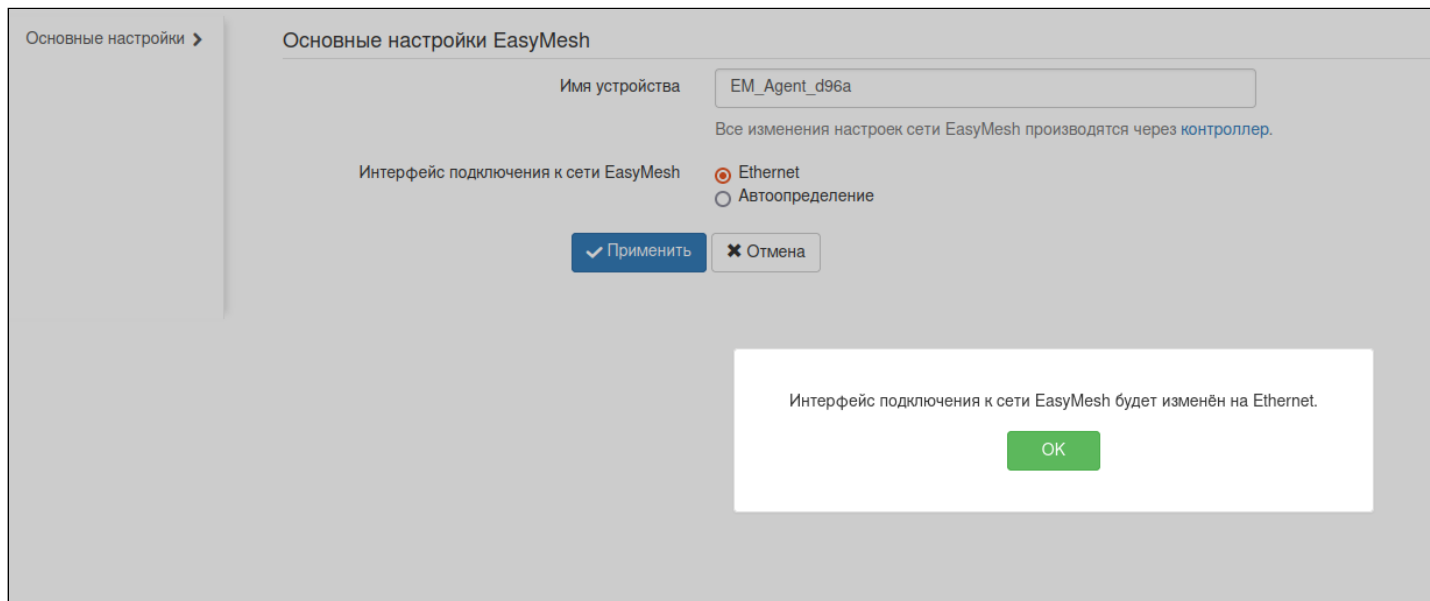 Основные настройки
Основные настройки EasyMesh
Имя устройства
EM_Agent_d96a
Все изменения настроек сети EasyMesh производятся через контроллер.
Интерфейс подключения к сети EasyMesh
Ethernet
Автоопределение
Применить
Отмена
Интерфейс подключения к сети EasyMesh будет изменён на Ethernet.
OK